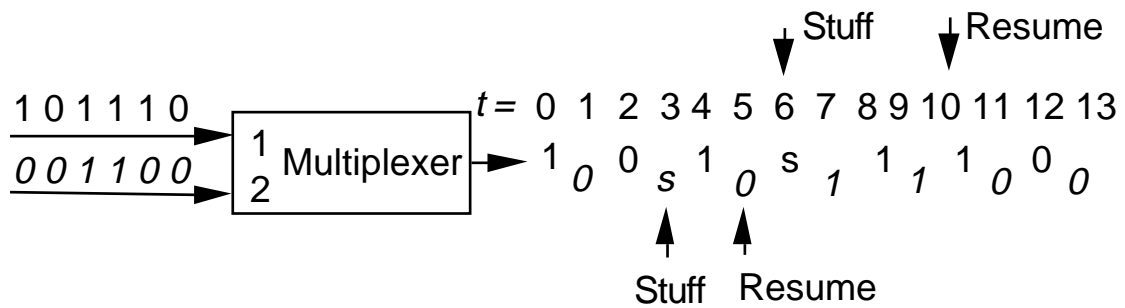 Stuff Resume
t = 0 1 2 3 4 5 6 7 8 9 10 11 12 13
1 0 1 1 1 0
1 Multiplexer
1 0 0 s 1 0 s 1 1 1 1 0 0 0
0 0 1 1 0 0
2
Stuff Resume